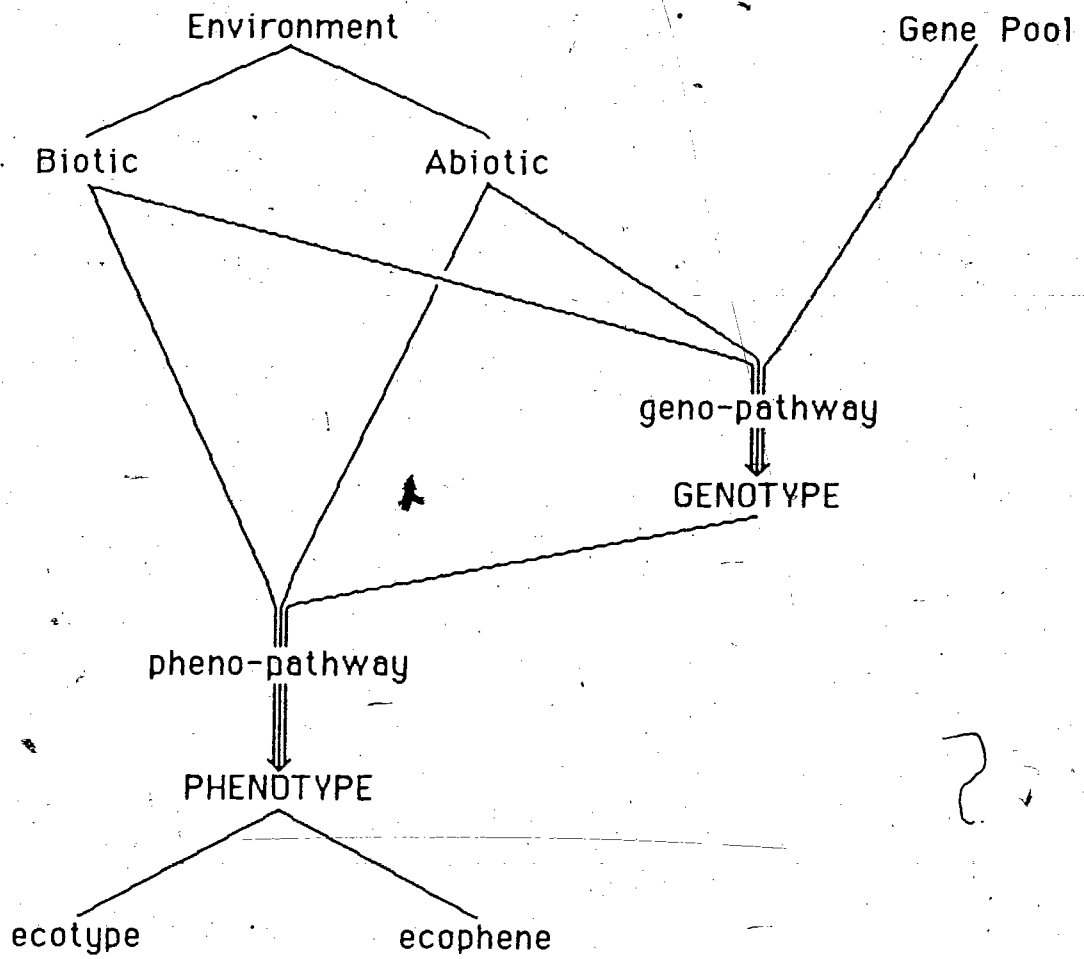 Environment
Gene Pool
Biotic
Abiotic
geno-pathway
GENOTYPE
pheno-pathway
PHENOTYPE
?
ecotype
ecophene